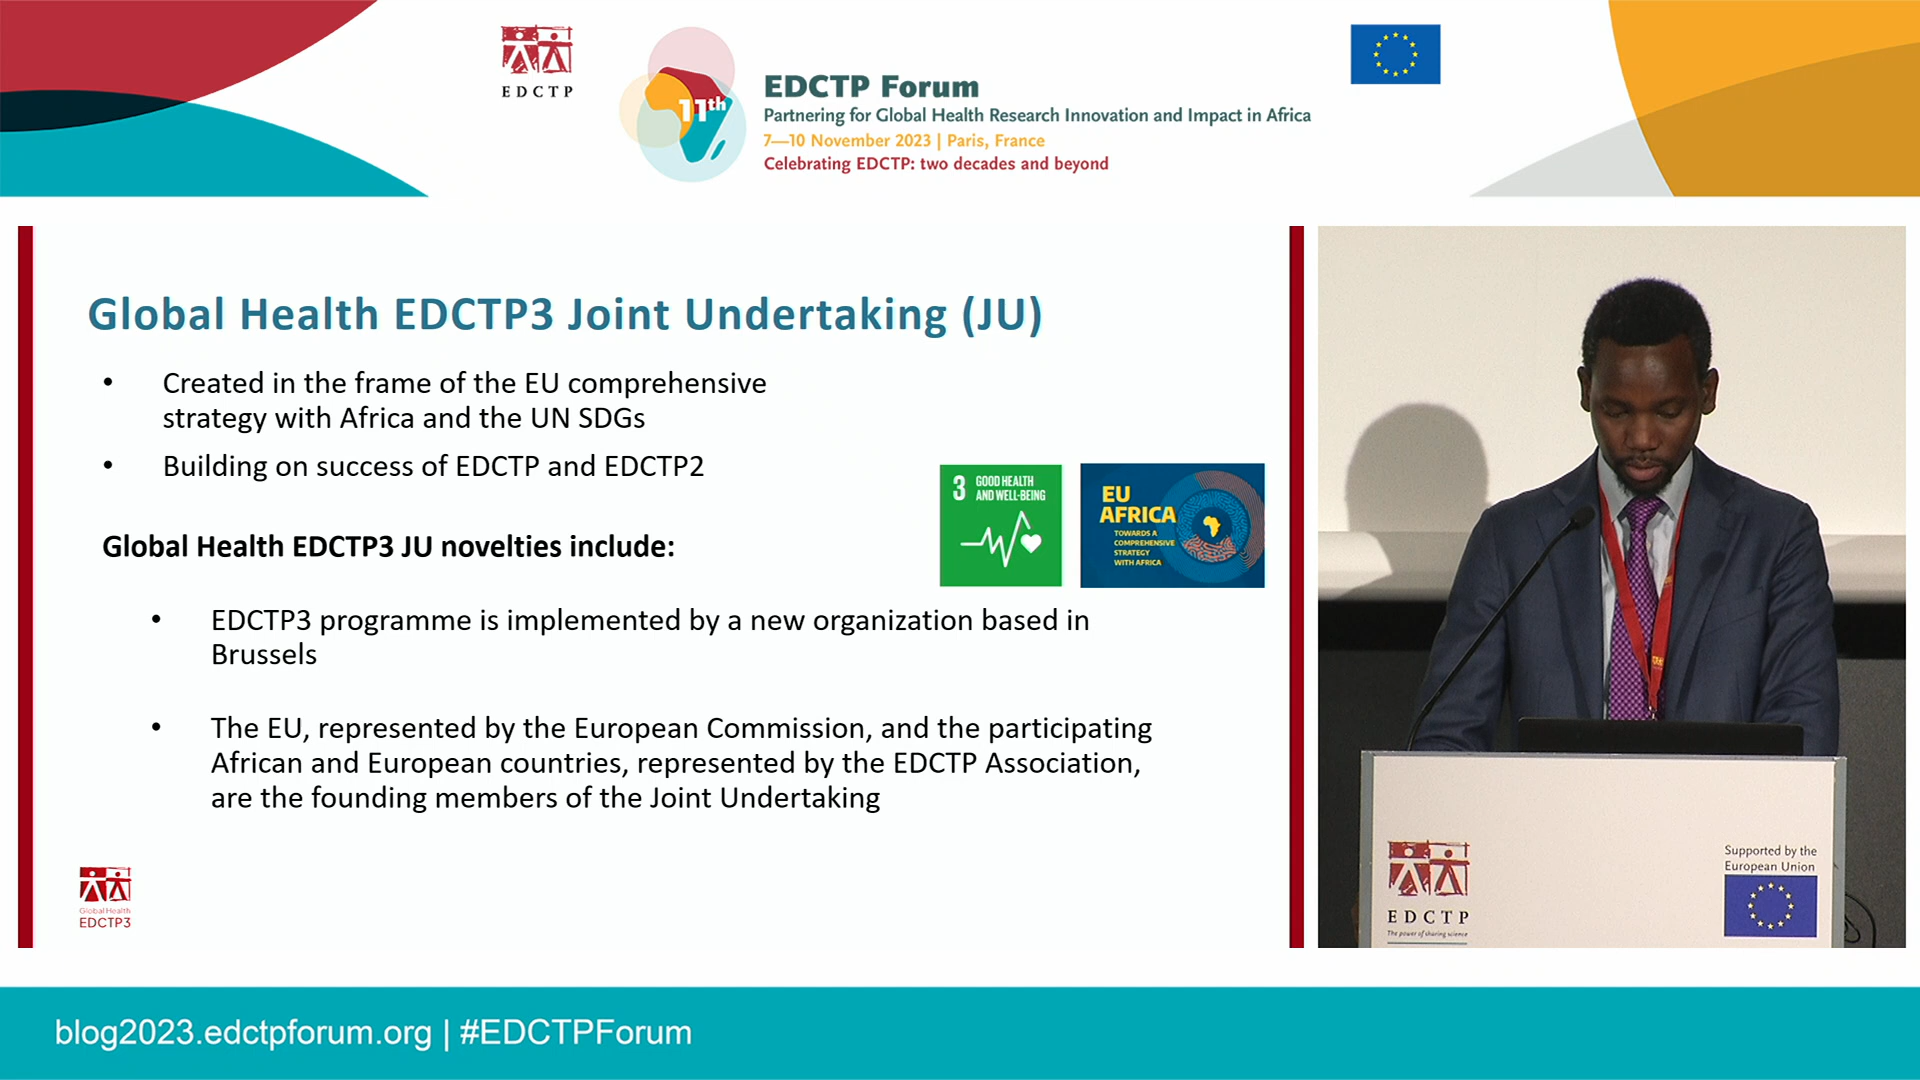 EDCTP
11th
EDCTP Forum
Partnering for Global Health Research Innovation and Impact in Africa
7—10 November 2023 | Paris, France
Celebrating EDCTP: two decades and beyond
Global Health EDCTP3 Joint Undertaking (JU)
• Created in the frame of the EU comprehensive
strategy with Africa and the UN SDGs
• Building on success of EDCTP and EDCTP2
3 GOOD HEALTH
AND WELL-BEING
EU
AFRICA
TOWARDS A
COMPREHENSIVE
STRATEGY
WITH AFRICA
Global Health EDCTP3 JU novelties include:
• EDCTP3 programme is implemented by a new organization based in
Brussels
• The EU, represented by the European Commission, and the participating
African and European countries, represented by the EDCTP Association,
are the founding members of the Joint Undertaking
Global Health
EDCTP3
EDCTP
The power of sharing science
Supported by the
European Union
blog2023.edctpforum.org | #EDCTPForum